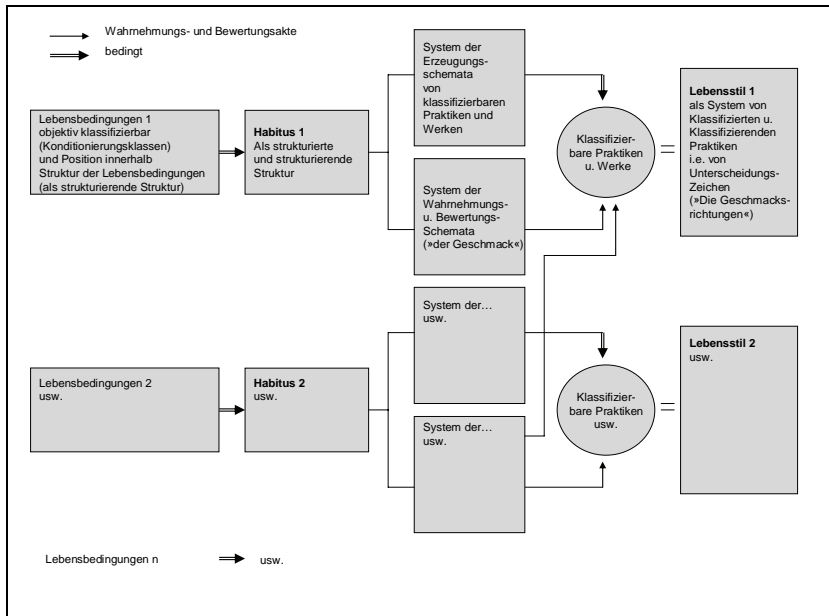 Wahrnehmungs- und Bewertungsakte
bedingt
Lebensbedingungen 1
objektiv klassifizierbar
(Konditionierungsklassen)
und Position innerhalb
Struktur der Lebensbedingungen
(als strukturierende Struktur)
Habitus 1
Als strukturierte
und strukturierende
Struktur
System der
Erzeugungs-
schemata
von
klassifizierbaren
Praktiken und
Werken
System der
Wahrnehmungs-
u. Bewertungs-
Schemata
(»der Geschmack«)
Klassifizier-
bare Praktiken
u. Werke
Lebensstil 1
als System von
Klassifizierten u.
Klassifizierenden
Praktiken
i.e. von
Unterscheidungs-
Zeichen
(»Die Geschmacks-
richtungen«)
Lebensbedingungen 2
usw.
Habitus 2
usw.
System der…
usw.
System der…
usw.
Klassifizier-
bare Praktiken
usw.
Lebensstil 2
usw.
Lebensbedingungen n
usw.